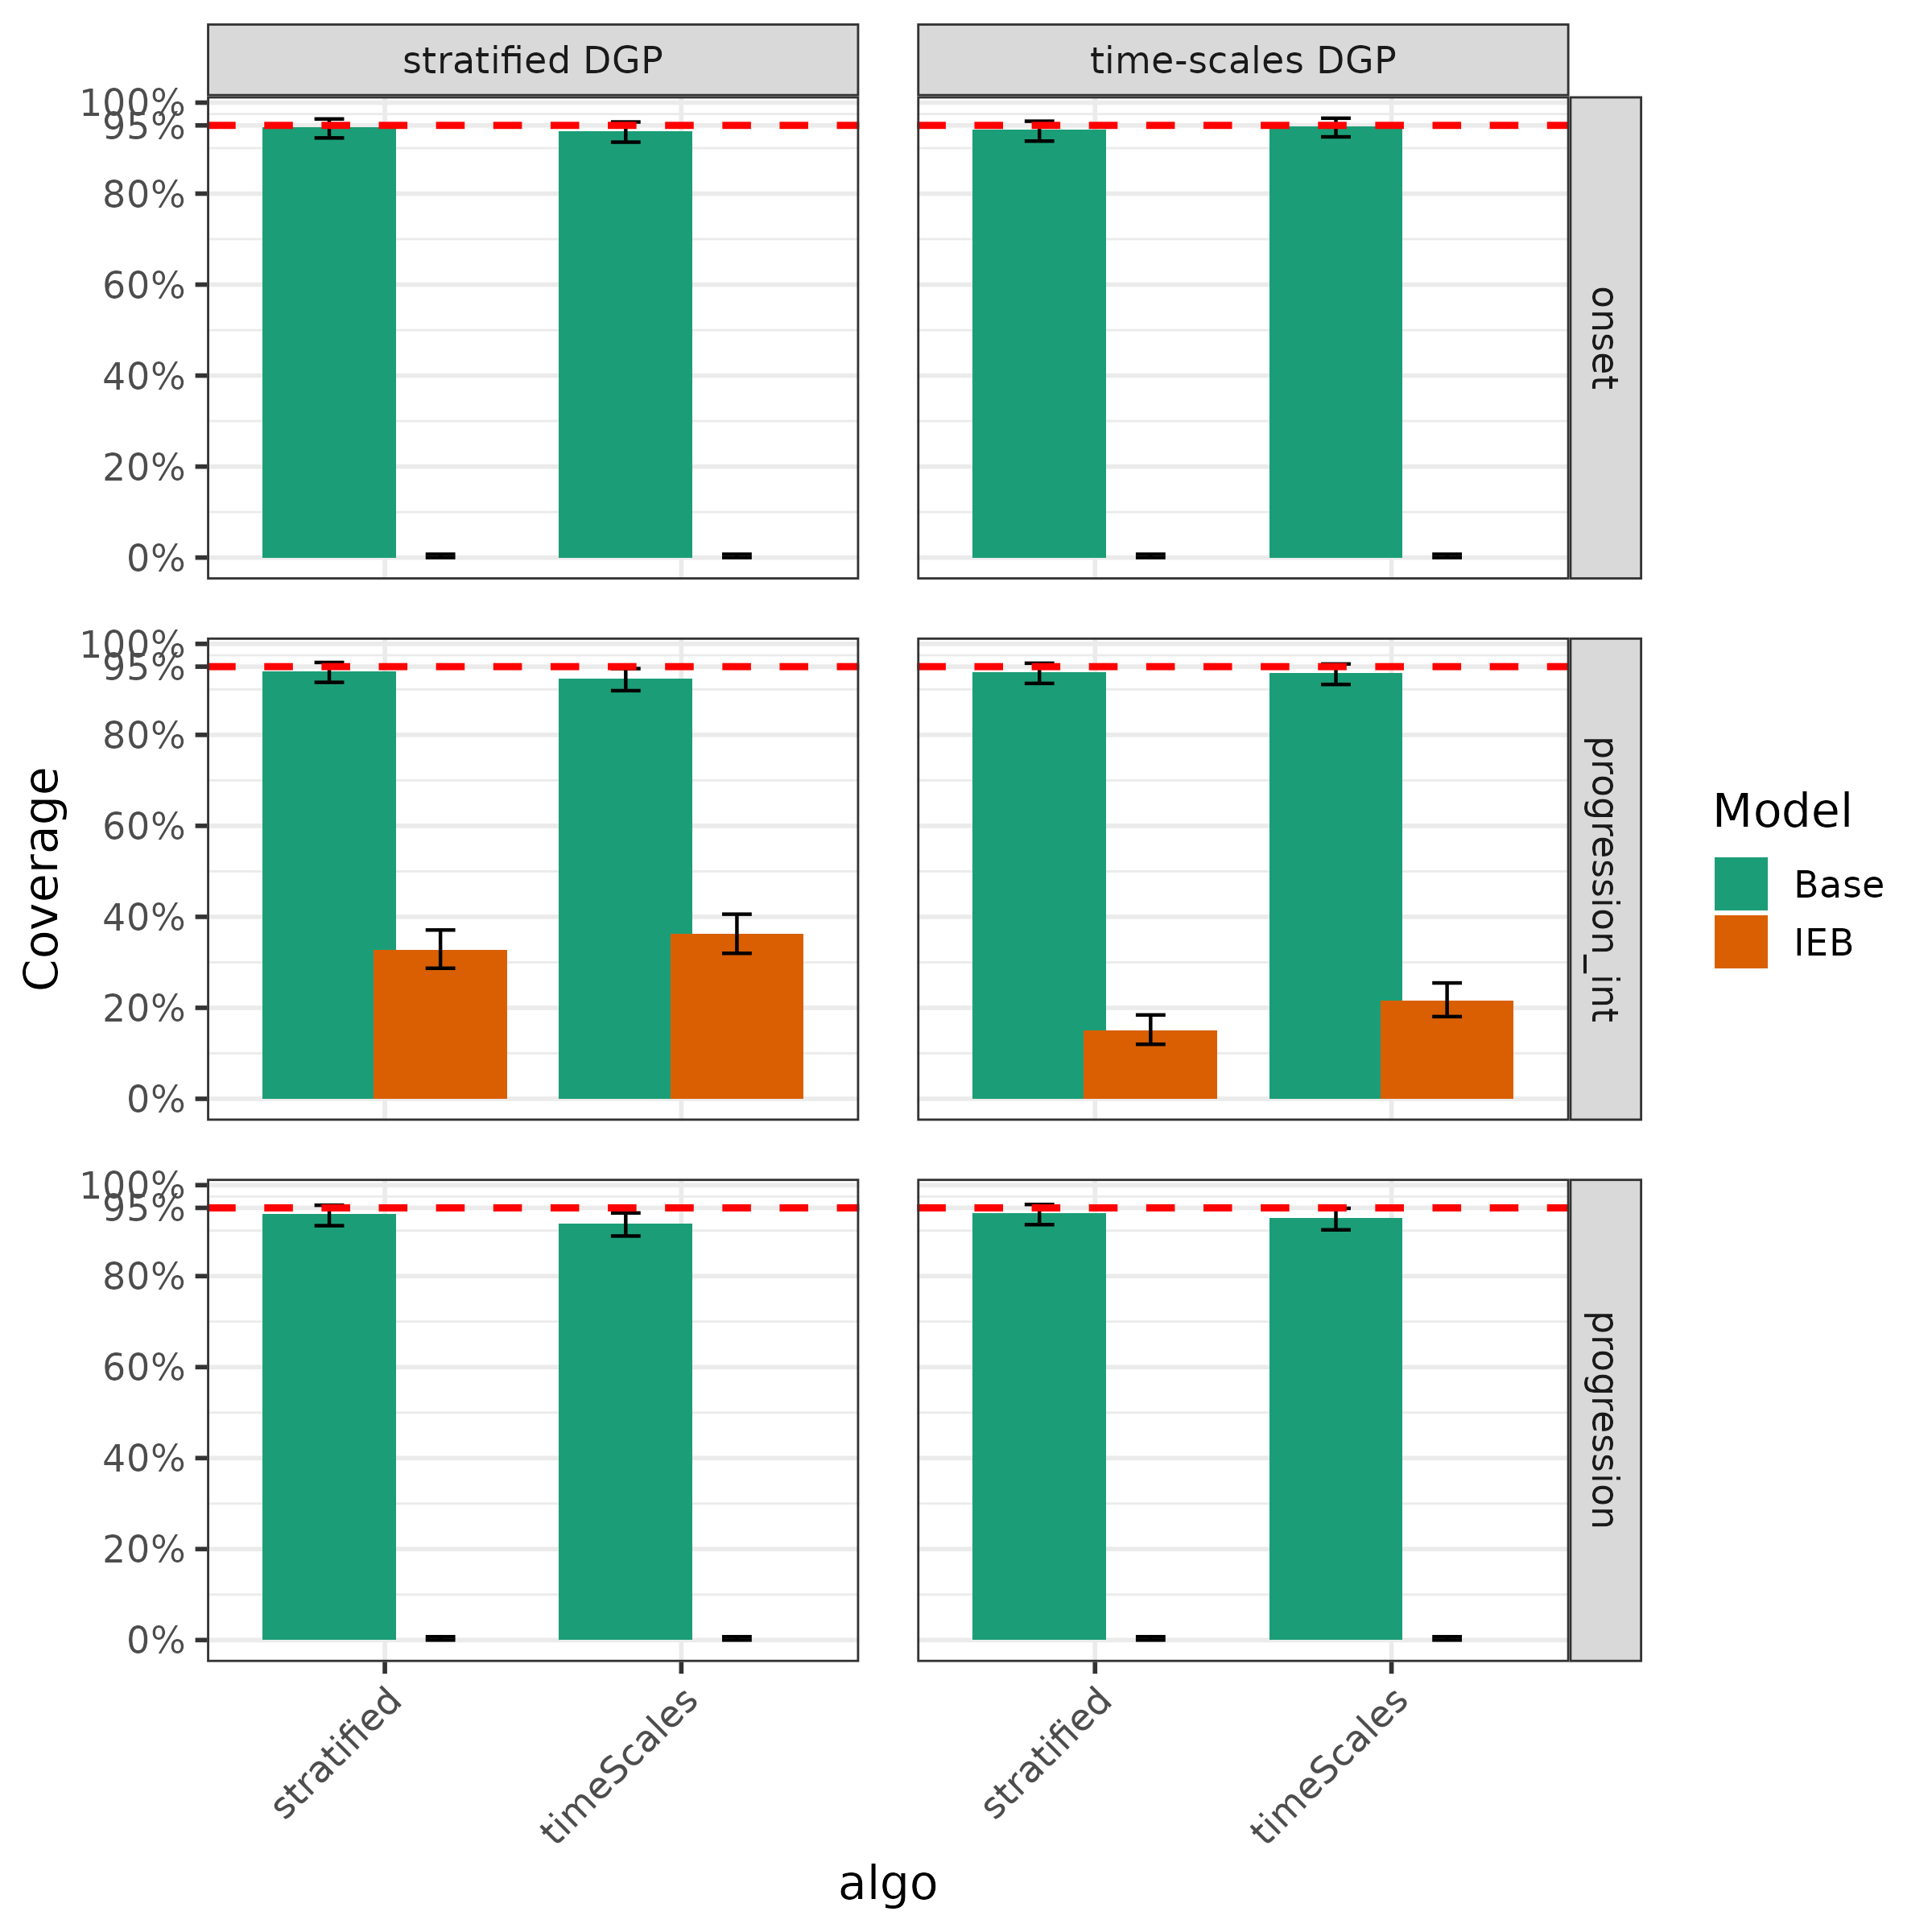 stratified DGP
time-scales DGP
100%
95%
80%
60%
40%
20%
0%
onset
100%
95%
80%
60%
40%
20%
0%
progression_int
100%
95%
80%
60%
40%
20%
0%
progression
Coverage
Model
Base
IEB
stratified
timeScales
stratified
timeScales
algo